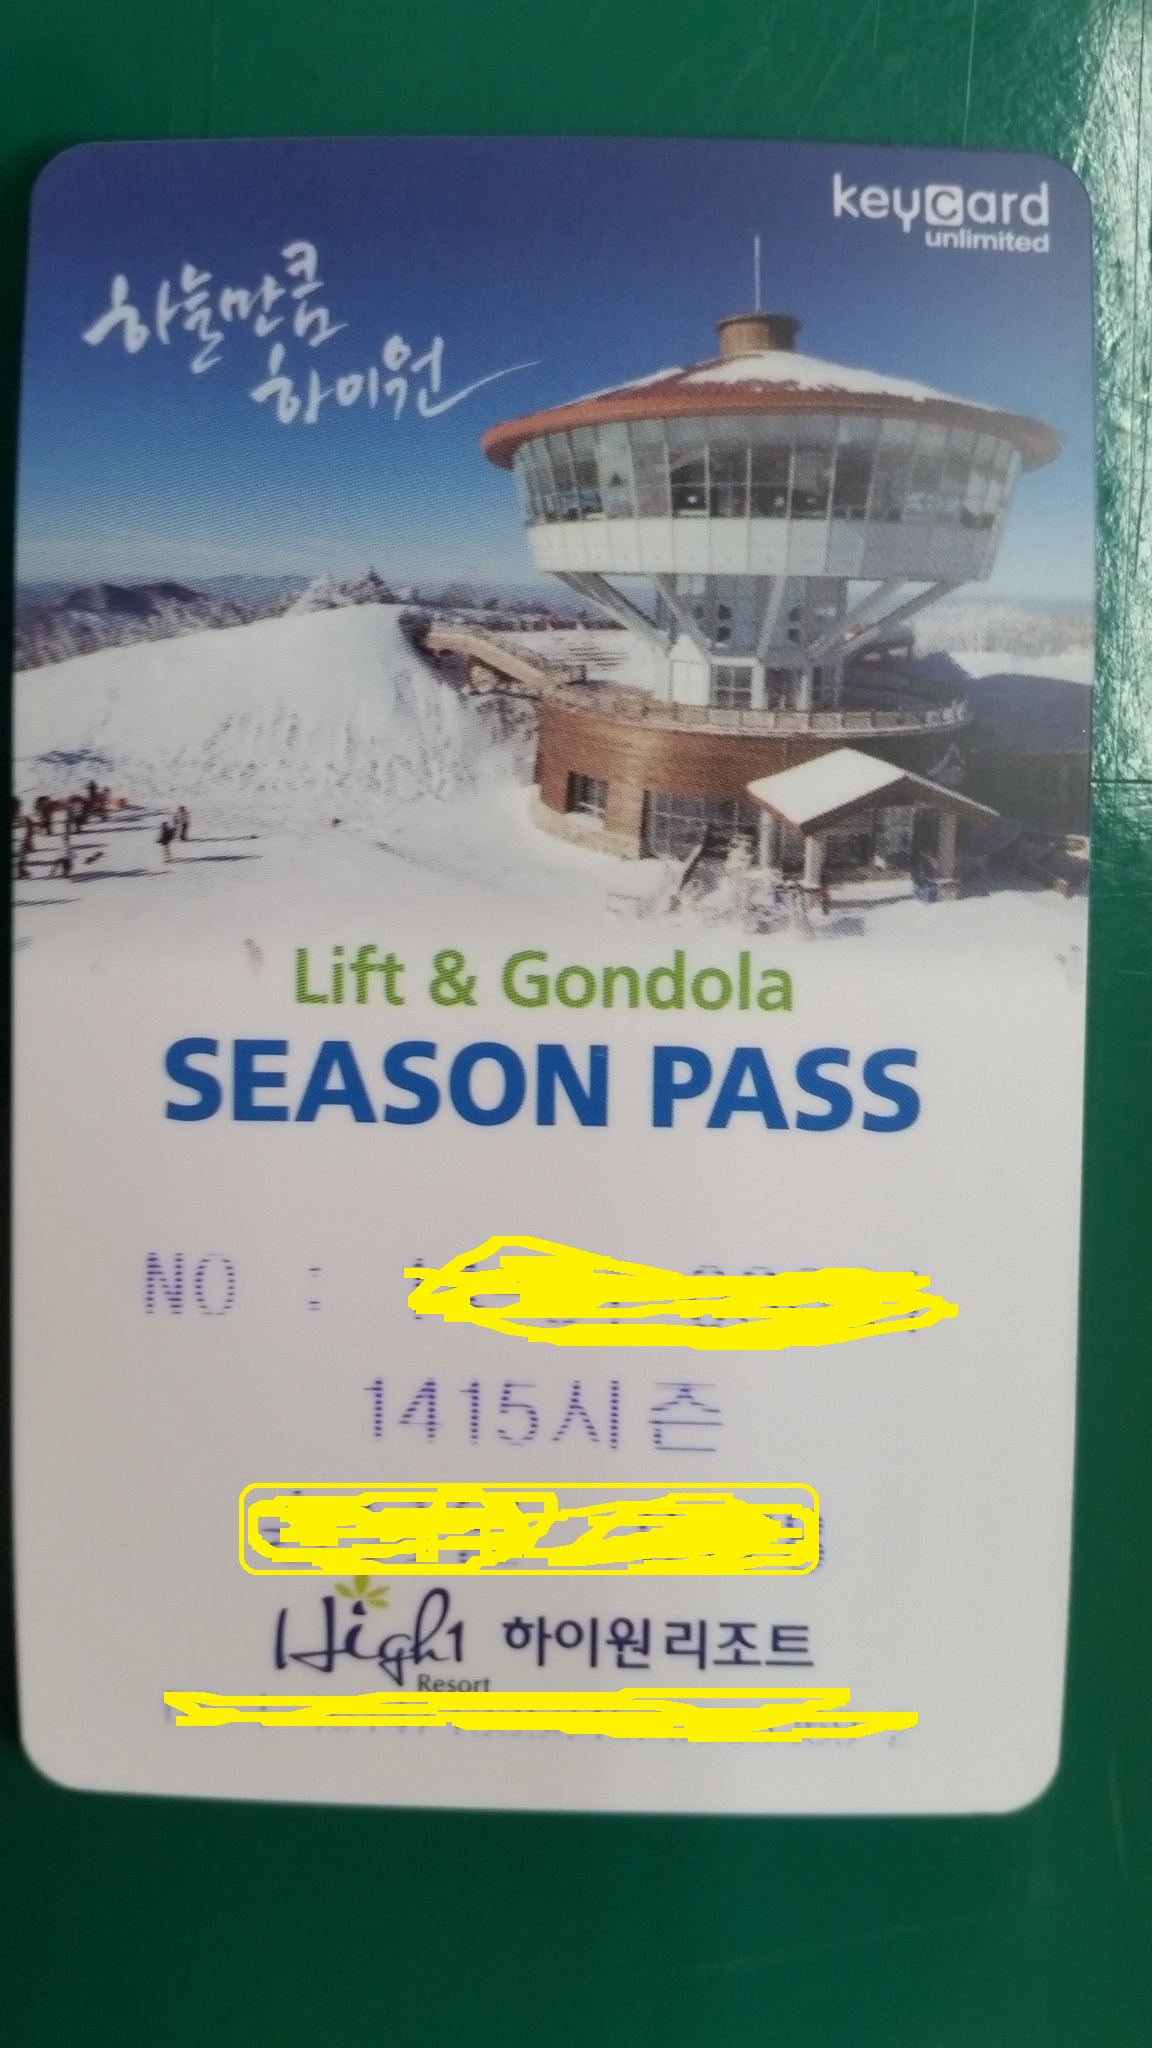 keycard
unlimited
하늘만큼
하이원
Lift & Gondola
SEASON PASS
NO :
1415시즌
High1 하이원리조트
Resort